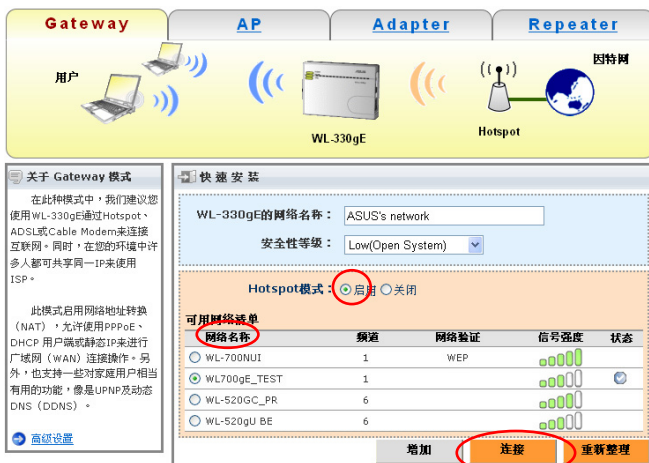 Gateway
AP
Adapter
Repeater
用户
因特网
ASUS
WL-330gE
Hotspot
关于 Gateway 模式
在此种模式中，我们建议您
使用WL-330gE通过Hotspot、
ADSL或Cable Modem来连接
互联网。同时，在您的环境中许
多人都可共享同一IP来使用
ISP。
此模式启用网络地址转换
（NAT），允许使用PPPoE、
DHCP 用户端或静态IP来进行
广域网（WAN）连接操作。另
外，也支持一些对家庭用户相当
有用的功能，像是UPNP及动态
DNS（DDNS）。
高级设置
快速安装
WL-330gE的网络名称：
ASUS's network
安全性等级：
Low(Open System)
Hotspot模式：
启用 关闭
可用网络清单
网络名称 频道 网络验证 信号强度 状态
WL-700NUI 1 WEP
WL700gE_TEST 1
WL-520GC_PR 6
WL-520gU BE 6
增加 连接 重新整理